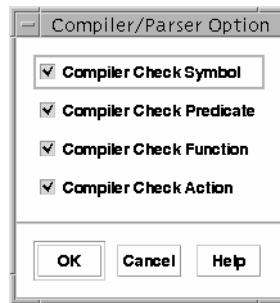 Compiler/Parser Option
Compiler Check Symbol
Compiler Check Predicate
Compiler Check Function
Compiler Check Action
OK Cancel Help